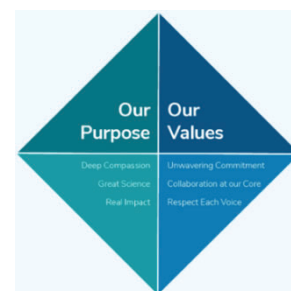 Our
Purpose
Our
Values
Deep Compassion
Great Science
Real Impact
Unwavering Commitment
Collaboration at our Core
Respect Each Voice